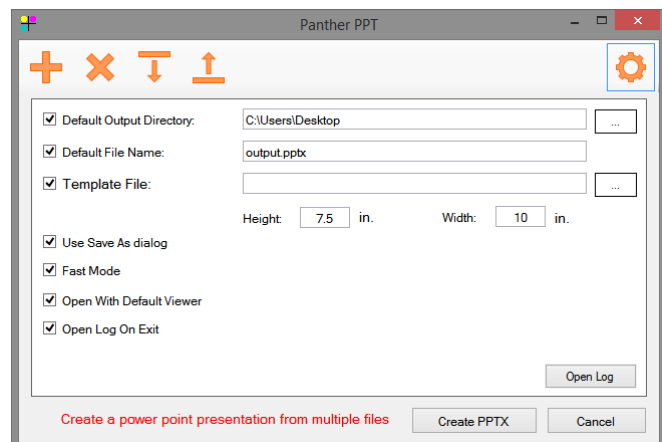 Panther PPT
Default Output Directory: C:\Users\Desktop ...
Default File Name: output.pptx
Template File: ...
Height: 7.5 in. Width: 10 in.
Use Save As dialog
Fast Mode
Open With Default Viewer
Open Log On Exit
Open Log
Create a power point presentation from multiple files Create PPTX Cancel